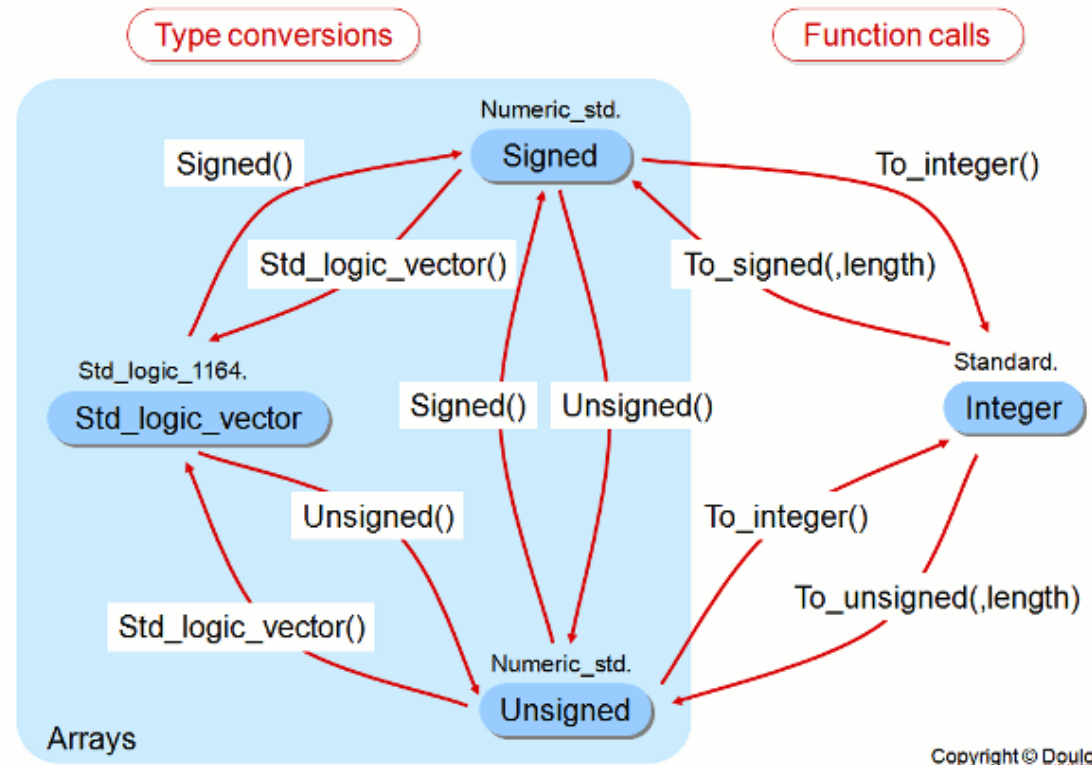 Type conversions
Function calls
Numeric_std.
Signed
Signed()
To_integer()
Std_logic_vector()
To_signed(,length)
Std_logic_1164.
Std_logic_vector
Signed()
Unsigned()
Standard.
Integer
Unsigned()
To_integer()
Std_logic_vector()
To_unsigned(,length)
Numeric_std.
Unsigned
Arrays
Copyright ©